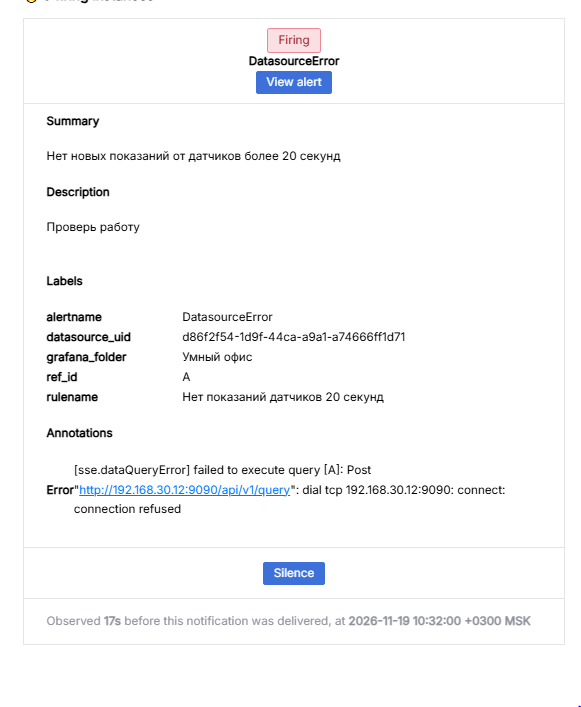 Firing
DatasourceError
View alert
Summary
Нет новых показаний от датчиков более 20 секунд
Description
Проверь работу
Labels
alertname DatasourceError
datasource_uid d86f2f54-1d9f-44ca-a9a1-a74666ff1d71
grafana_folder Умный офис
ref_id A
rulename Нет показаний датчиков 20 секунд
Annotations
[sse.dataQueryError] failed to execute query [A]: Post
Error"http://192.168.30.12:9090/api/v1/query": dial tcp 192.168.30.12:9090: connect:
connection refused
Silence
Observed 17s before this notification was delivered, at 2026-11-19 10:32:00 +0300 MSK